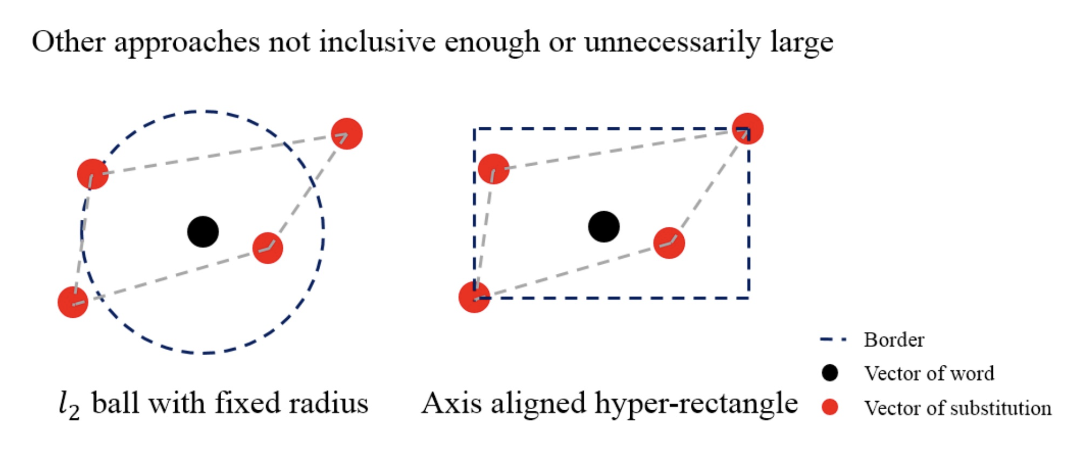 Other approaches not inclusive enough or unnecessarily large
Border
Vector of word
l₂ ball with fixed radius
Axis aligned hyper-rectangle
Vector of substitution